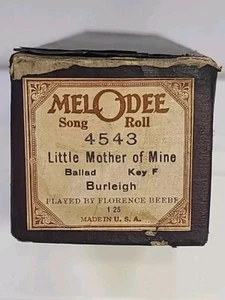 MELODEE
Song Roll
4543
Little Mother of Mine
Ballad Key F
Burleigh
PLAYED BY FLORENCE BEEBE
1 25
MADE IN U. S. A.